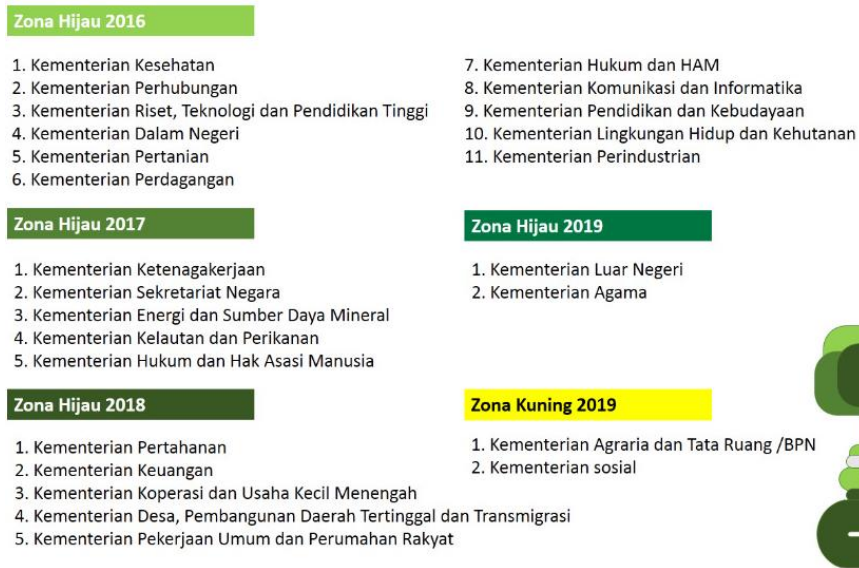 Zona Hijau 2016
1. Kementerian Kesehatan
2. Kementerian Perhubungan
3. Kementerian Riset, Teknologi dan Pendidikan Tinggi
4. Kementerian Dalam Negeri
5. Kementerian Pertanian
6. Kementerian Perdagangan
7. Kementerian Hukum dan HAM
8. Kementerian Komunikasi dan Informatika
9. Kementerian Pendidikan dan Kebudayaan
10. Kementerian Lingkungan Hidup dan Kehutanan
11. Kementerian Perindustrian
Zona Hijau 2017
1. Kementerian Ketenagakerjaan
2. Kementerian Sekretariat Negara
3. Kementerian Energi dan Sumber Daya Mineral
4. Kementerian Kelautan dan Perikanan
5. Kementerian Hukum dan Hak Asasi Manusia
Zona Hijau 2019
1. Kementerian Luar Negeri
2. Kementerian Agama
Zona Hijau 2018
1. Kementerian Pertahanan
2. Kementerian Keuangan
3. Kementerian Koperasi dan Usaha Kecil Menengah
4. Kementerian Desa, Pembangunan Daerah Tertinggal dan Transmigrasi
5. Kementerian Pekerjaan Umum dan Perumahan Rakyat
Zona Kuning 2019
1. Kementerian Agraria dan Tata Ruang /BPN
2. Kementerian sosial